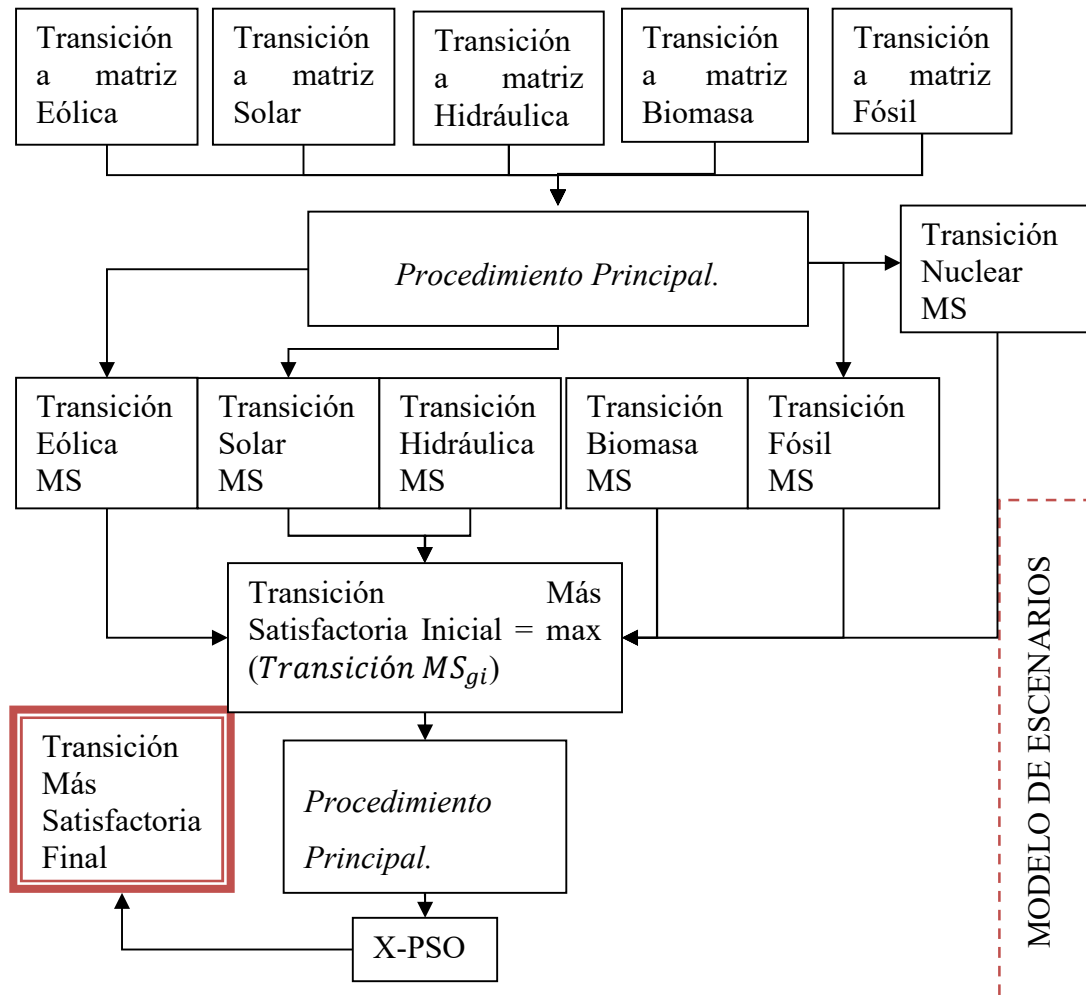 Transición
a matriz
Eólica
Transición
a matriz
Solar
Transición
a matriz
Hidráulica
Transición
a matriz
Biomasa
Transición
a matriz
Fósil
Procedimiento Principal.
Transición
Nuclear
MS
Transición
Eólica
MS
Transición
Solar
MS
Transición
Hidráulica
MS
Transición
Biomasa
MS
Transición
Fósil
MS
Transición Más
Satisfactoria Inicial = max
(Transición MS_{gi})
Transición
Más
Satisfactoria
Final
Procedimiento
Principal.
X-PSO
MODELO DE ESCENARIOS